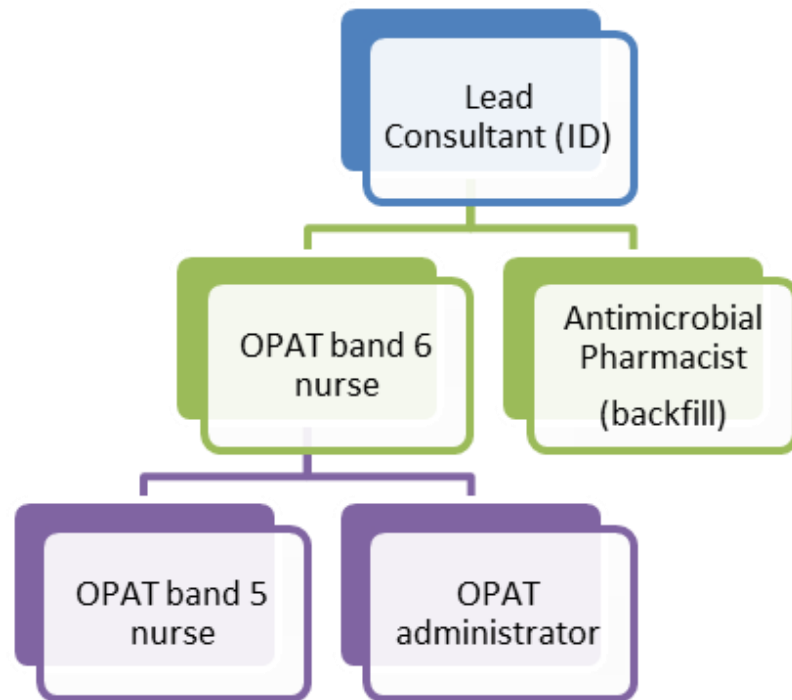 Lead
Consultant (ID)
OPAT band 6
nurse
Antimicrobial
Pharmacist
(backfill)
OPAT band 5
nurse
OPAT
administrator